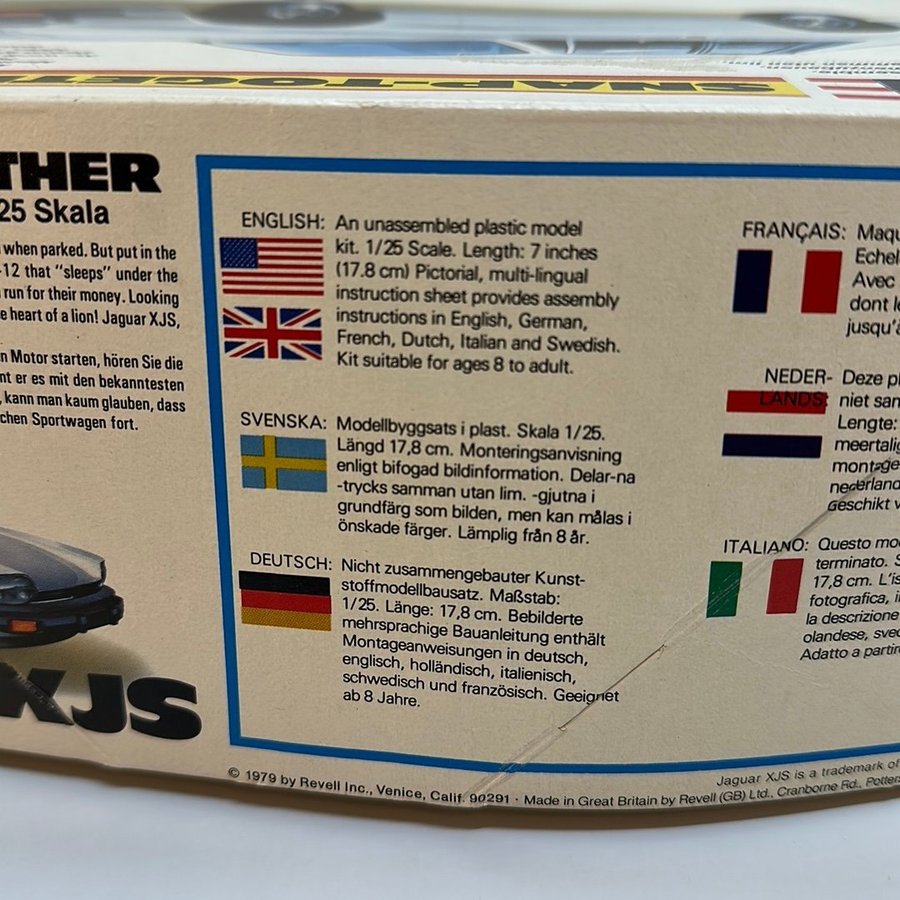 SNAP-TOGET
THER
25 Skala
when parked. But put in the
-12 that "sleeps" under the
run for their money. Looking
e heart of a lion! Jaguar XJS,
n Motor starten, hören Sie die
nt er es mit den bekanntesten
, kann man kaum glauben, dass
chen Sportwagen fort.
XJS
ENGLISH: An unassembled plastic model
kit. 1/25 Scale. Length: 7 inches
(17.8 cm) Pictorial, multi-lingual
instruction sheet provides assembly
instructions in English, German,
French, Dutch, Italian and Swedish.
Kit suitable for ages 8 to adult.
SVENSKA: Modellbyggsats i plast. Skala 1/25.
Längd 17,8 cm. Monteringsanvisning
enligt bifogad bildinformation. Delar-na
-trycks samman utan lim. -gjutna i
grundfärg som bilden, men kan målas i
önskade färger. Lämplig från 8 år.
DEUTSCH: Nicht zusammengebauter Kunst-
stoffmodellbausatz. Maßstab:
1/25. Länge: 17,8 cm. Bebilderte
mehrsprachige Bauanleitung enthält
Montageanweisungen in deutsch,
englisch, holländisch, italienisch,
schwedisch und französisch. Geeignet
ab 8 Jahre.
FRANÇAIS: Maqu
Echel
Avec
dont le
jusqu'à
NEDER- Deze pl
LANDS: niet san
Lengte:
meertalig
montage
nederland
Geschikt v
ITALIANO: Questo mo
terminato. S
17,8 cm. L'is
fotografica, i
la descrizione
olandese, sved
Adatto a partir
© 1979 by Revell Inc., Venice, Calif. 90291 · Made in Great Britain by Revell (GB) Ltd., Cranborne Rd., Potters
Jaguar XJS is a trademark of